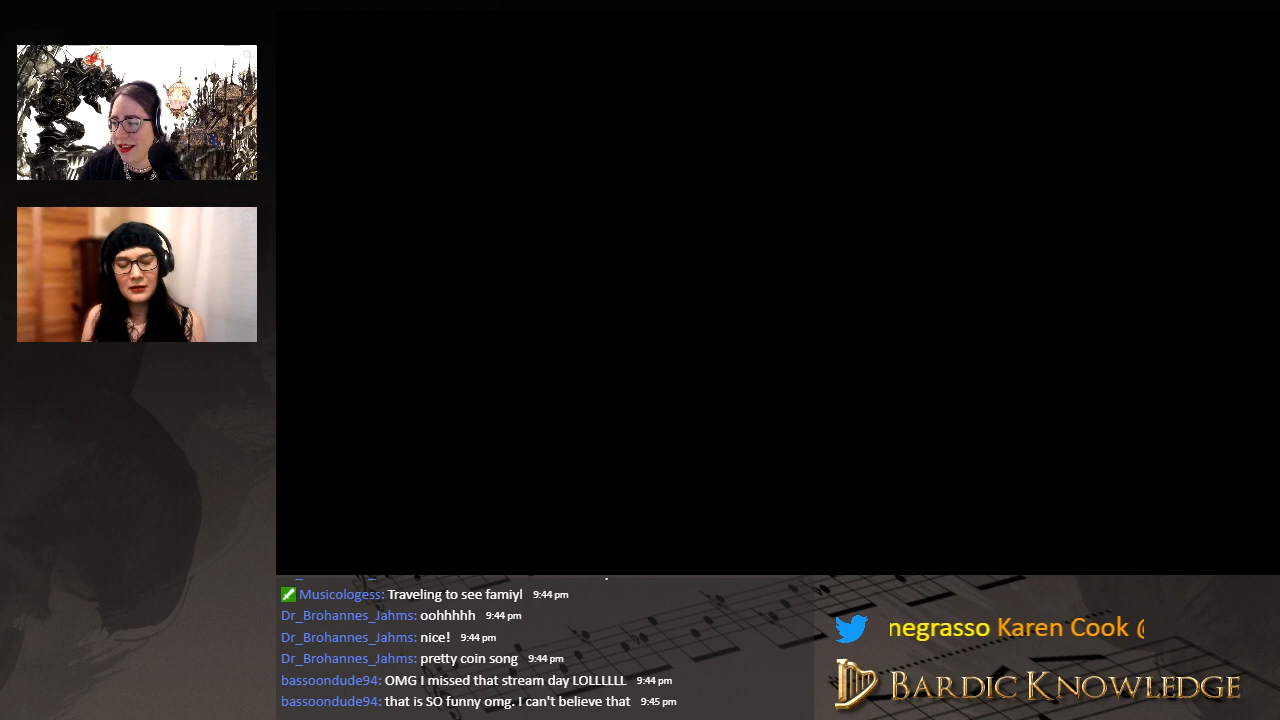 Musicologess: Traveling to see famiyl 9:44 pm
Dr_Brohannes_Jahms: oohhhhh 9:44 pm
Dr_Brohannes_Jahms: nice! 9:44 pm
Dr_Brohannes_Jahms: pretty coin song 9:44 pm
bassoondude94: OMG I missed that stream day LOLLLLLL 9:44 pm
bassoondude94: that is SO funny omg. I can't believe that 9:45 pm
negrasso Karen Cook @
BARDIC KNOWLEDGE